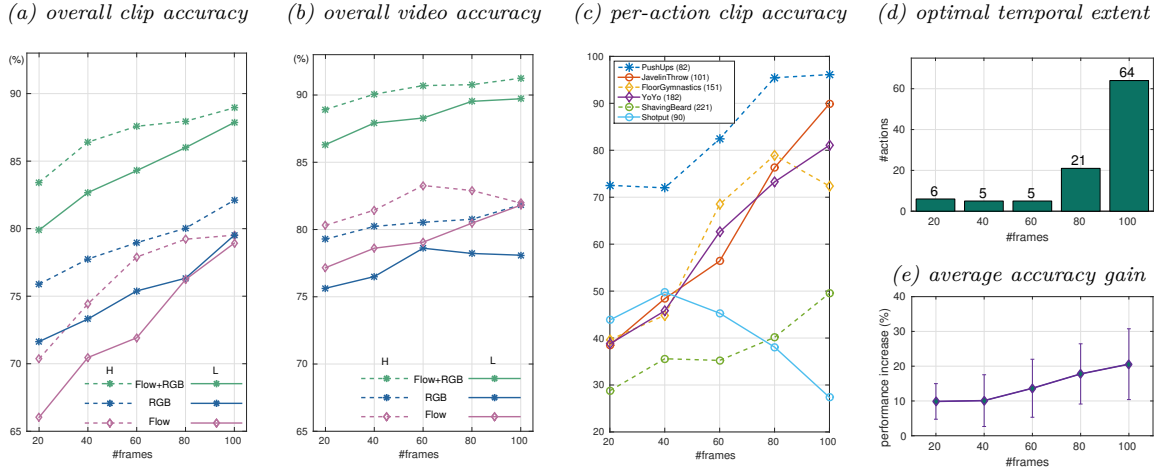 (a) overall clip accuracy
(%)
90
85
80
75
70
65
H
L
Flow+RGB
RGB
Flow
20 40 60 80 100
#frames
(b) overall video accuracy
(%)
95
90
85
80
75
70
65
H
L
Flow+RGB
RGB
Flow
20 40 60 80 100
#frames
(c) per-action clip accuracy
100
90
80
70
60
50
40
30
20
PushUps (82)
JavelinThrow (101)
FloorGymnastics (151)
YoYo (182)
ShavingBeard (221)
Shotput (90)
20 40 60 80 100
#frames
(d) optimal temporal extent
#actions
60
40
20
0
6 5 5 21 64
20 40 60 80 100
#frames
(e) average accuracy gain
performance increase (%)
40
30
20
10
0
20 40 60 80 100
#frames